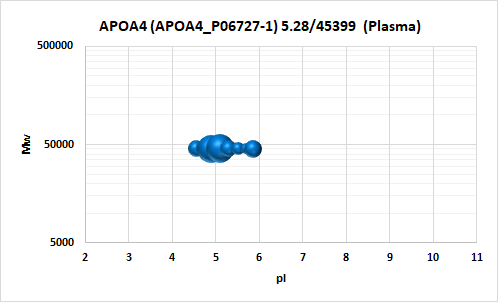 APOA4 (APOA4_P06727-1) 5.28/45399 (Plasma)
500000
50000
5000
Mw
2 3 4 5 6 7 8 9 10 11
pI